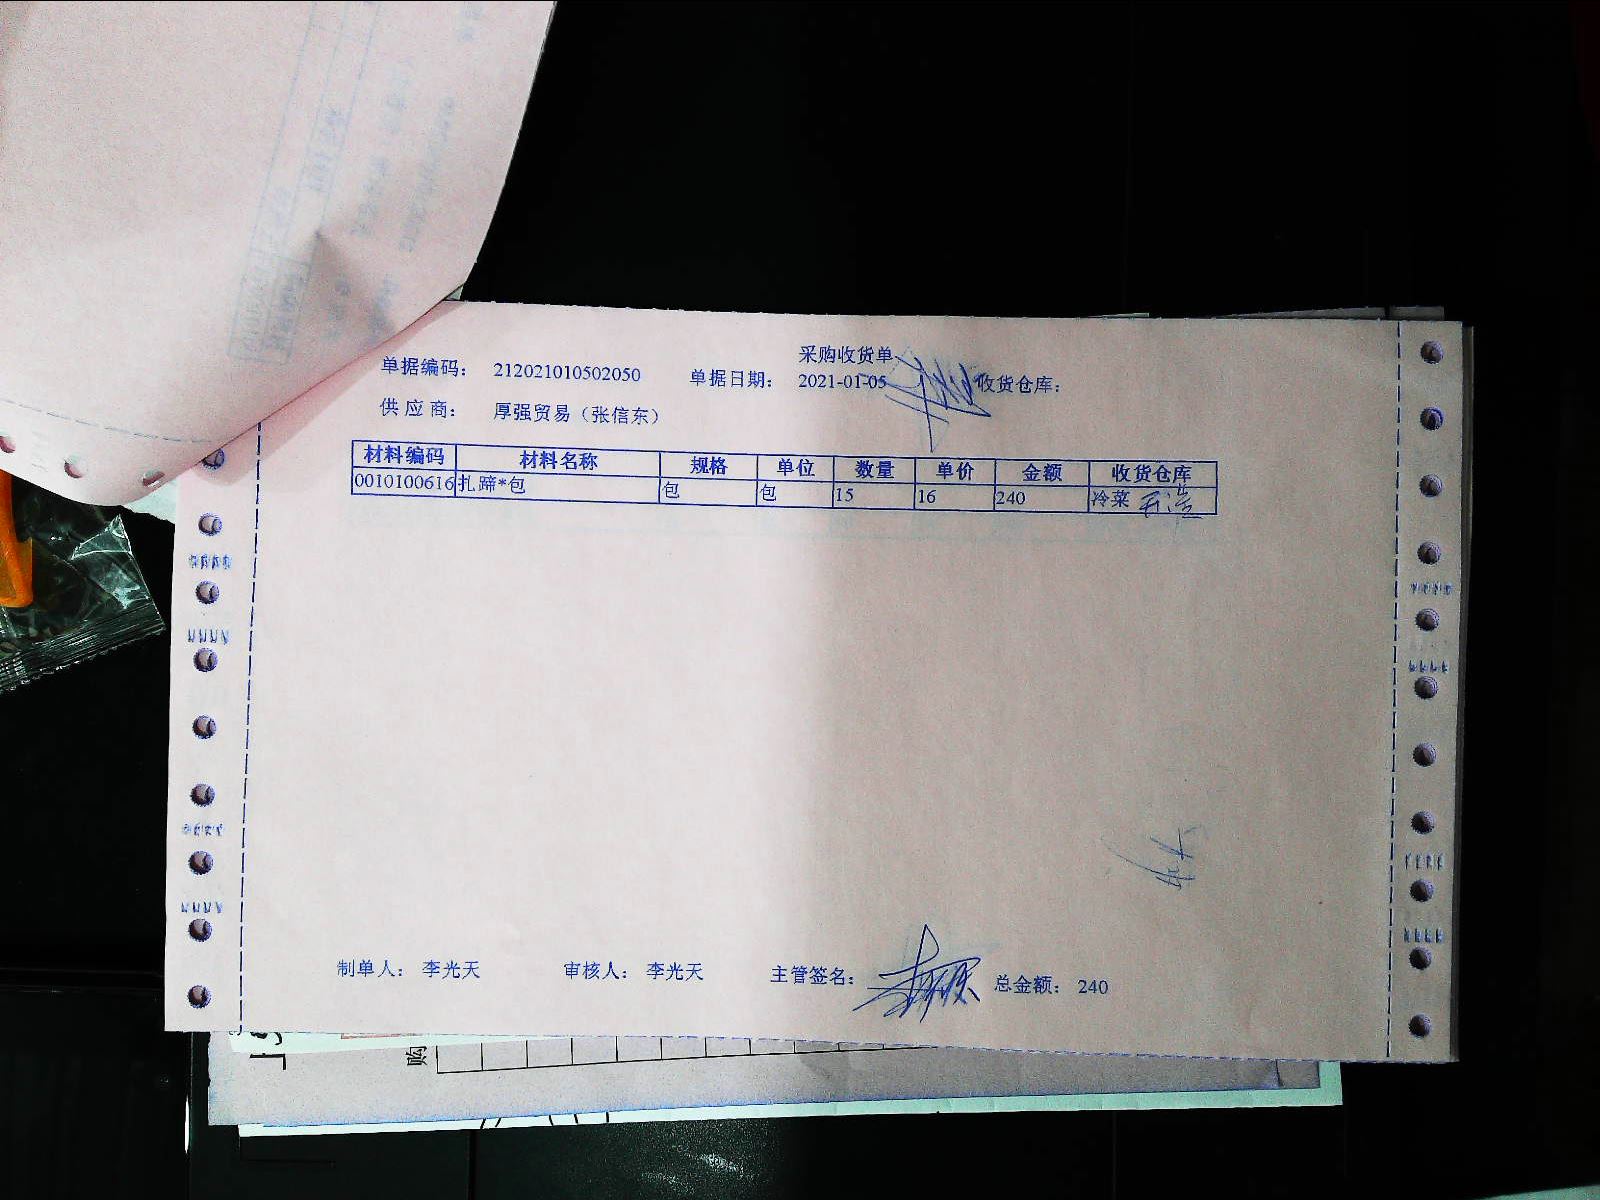 采购收货单
单据编码： 212021010502050 单据日期： 2021-01-05 收货仓库：
供应商： 厚强贸易（张信东）
材料编码 材料名称 规格 单位 数量 单价 金额 收货仓库
0010100616 扎蹄*包 包 包 15 16 240 冷菜
制单人： 李光天 审核人： 李光天 主管签名： 总金额： 240
购